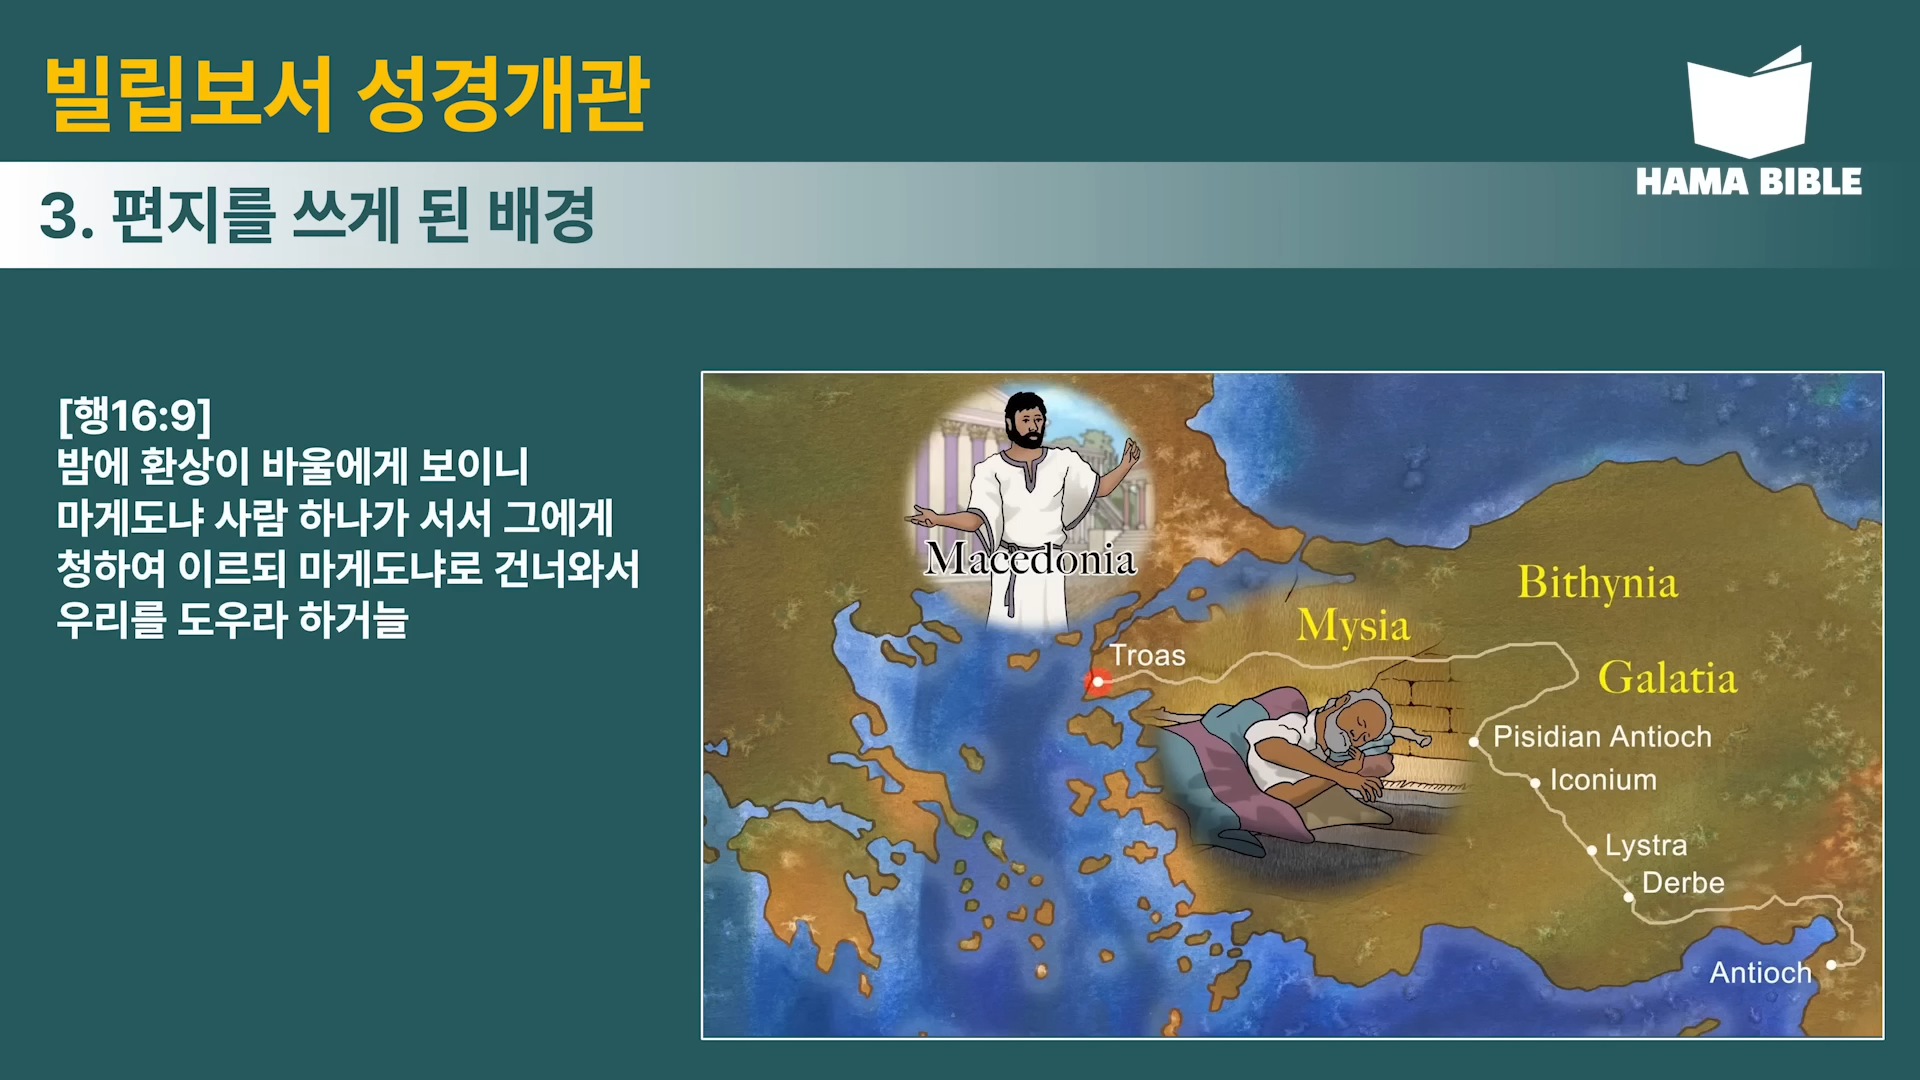 빌립보서 성경개관
HAMA BIBLE
3. 편지를 쓰게 된 배경
[행16:9]
밤에 환상이 바울에게 보이니
마게도냐 사람 하나가 서서 그에게
청하여 이르되 마게도냐로 건너와서
우리를 도우라 하거늘
Macedonia
Bithynia
Mysia
Troas
Galatia
Pisidian Antioch
Iconium
Lystra
Derbe
Antioch